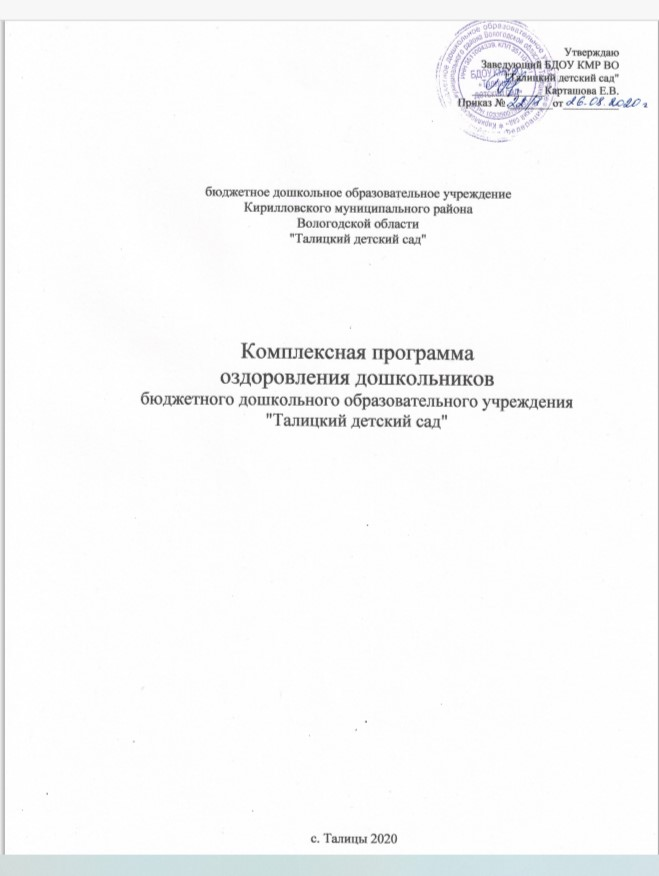 Утверждаю
Заведующий БДОУ КМР ВО
"Талицкий детский сад"
Карташова Е.В.
Приказ № от 26.08.2020 г
бюджетное дошкольное образовательное учреждение
Кирилловского муниципального района
Вологодской области
"Талицкий детский сад"
Комплексная программа
оздоровления дошкольников
бюджетного дошкольного образовательного учреждения
"Талицкий детский сад"
с. Талицы 2020